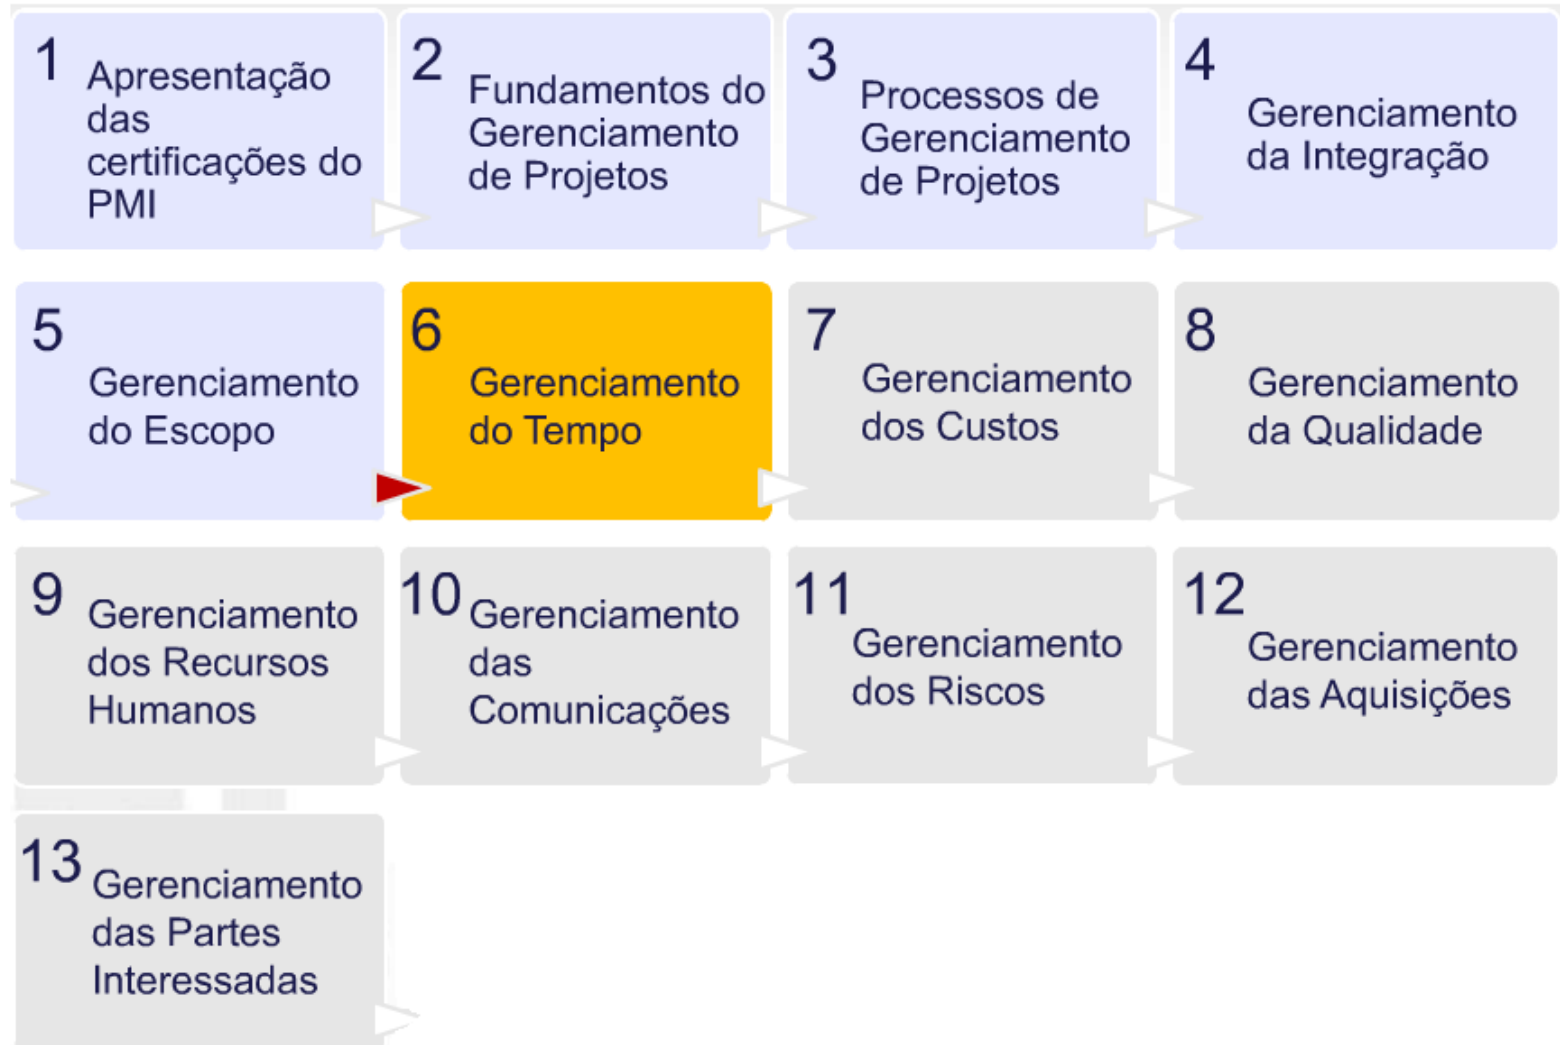 1
Apresentação
das
certificações do
PMI
2
Fundamentos do
Gerenciamento
de Projetos
3
Processos de
Gerenciamento
de Projetos
4
Gerenciamento
da Integração
5
Gerenciamento
do Escopo
6
Gerenciamento
do Tempo
7
Gerenciamento
dos Custos
8
Gerenciamento
da Qualidade
9
Gerenciamento
dos Recursos
Humanos
10
Gerenciamento
das
Comunicações
11
Gerenciamento
dos Riscos
12
Gerenciamento
das Aquisições
13
Gerenciamento
das Partes
Interessadas